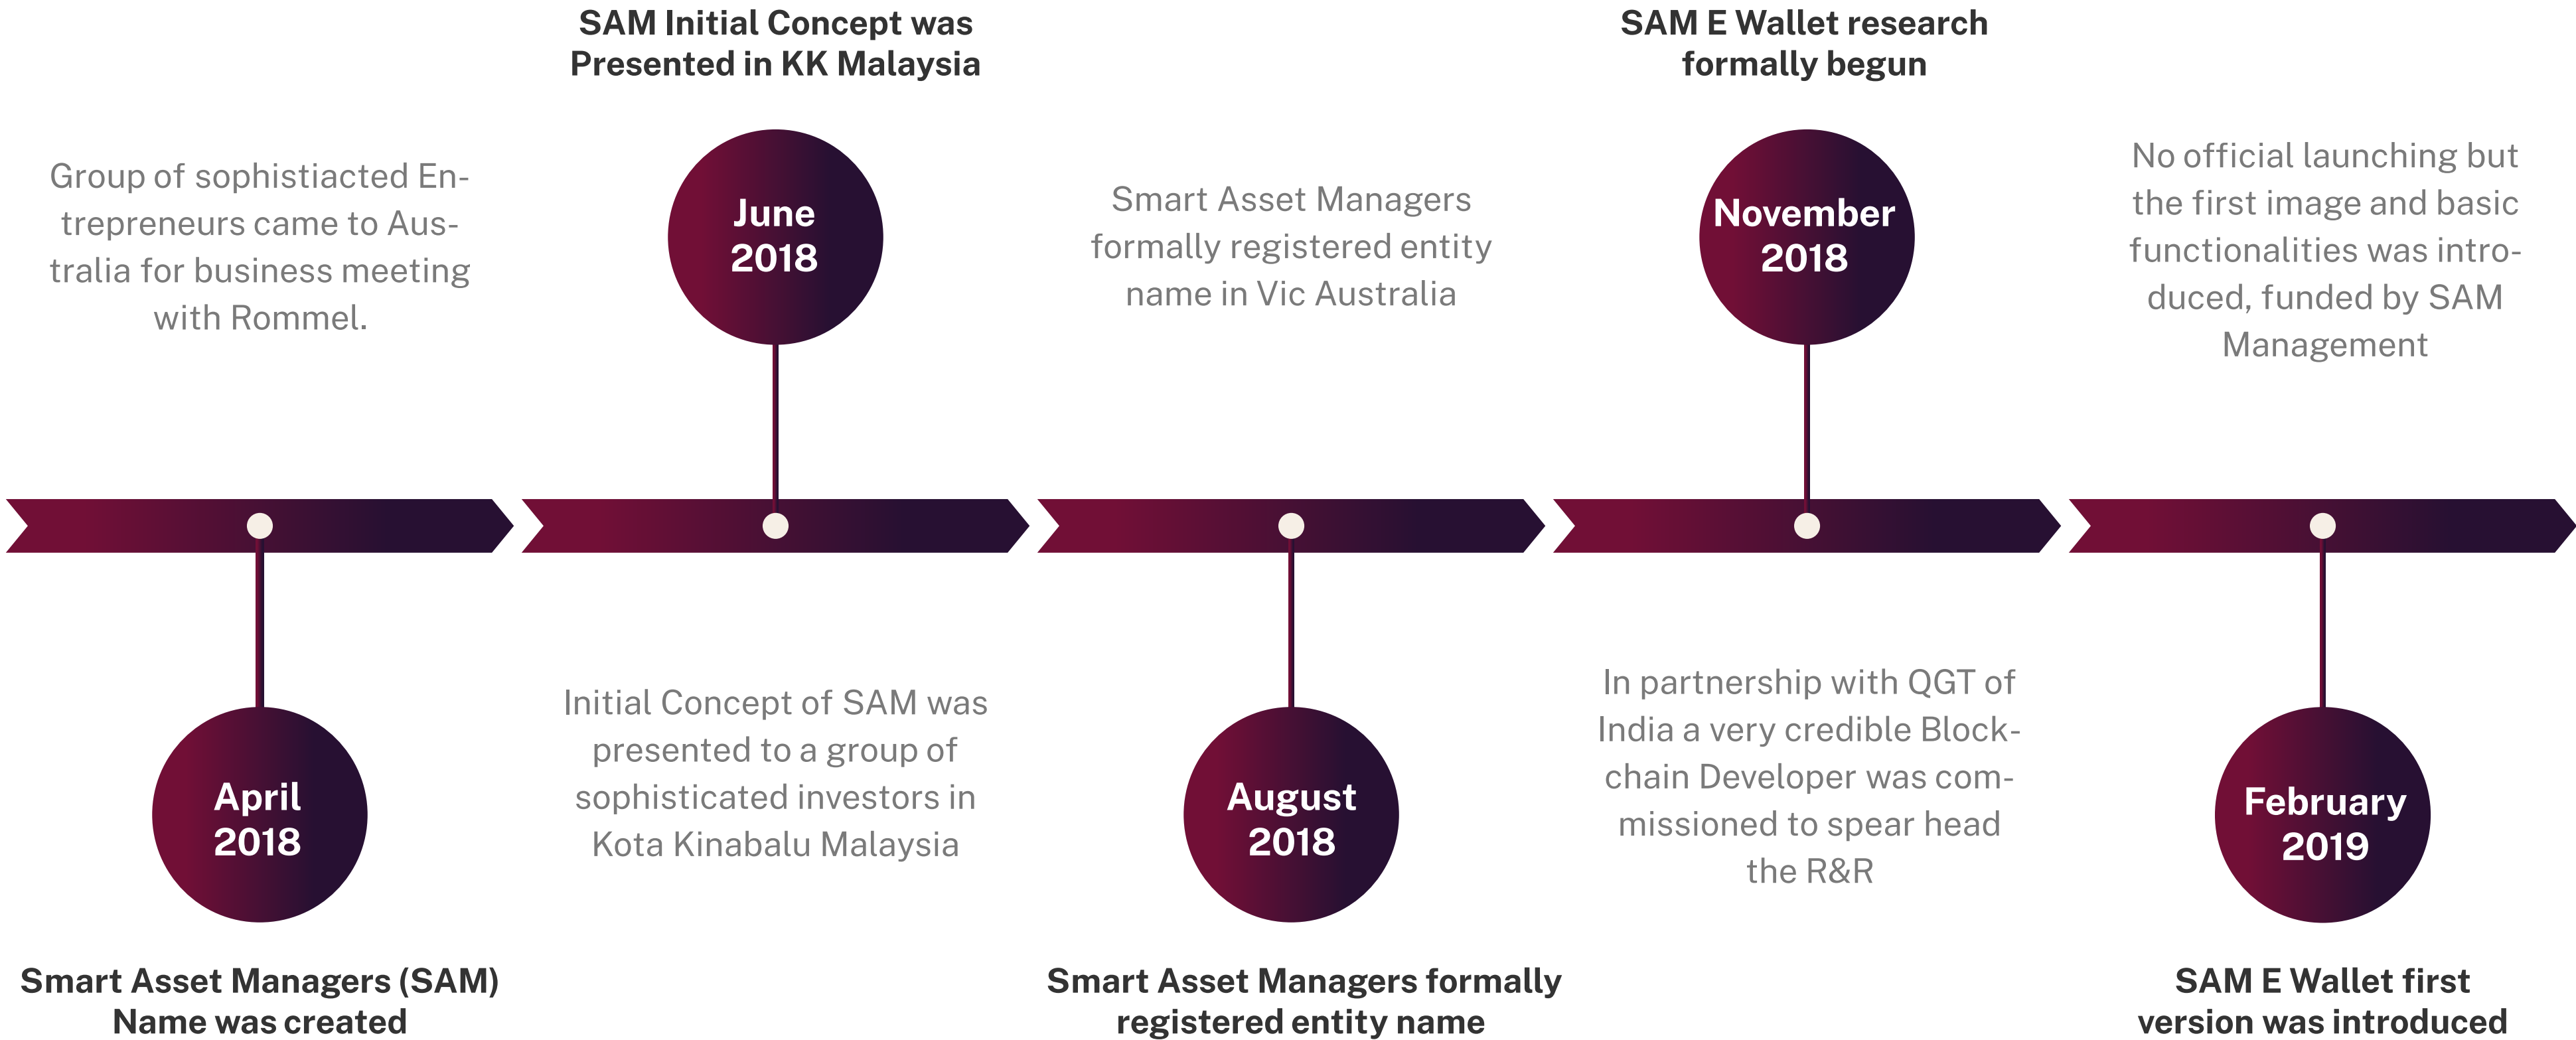 Group of sophistiacted En-
trepreneurs came to Aus-
tralia for business meeting
with Rommel.
April
2018
Smart Asset Managers (SAM)
Name was created
SAM Initial Concept was
Presented in KK Malaysia
June
2018
Initial Concept of SAM was
presented to a group of
sophisticated investors in
Kota Kinabalu Malaysia
Smart Asset Managers
formally registered entity
name in Vic Australia
August
2018
Smart Asset Managers formally
registered entity name
SAM E Wallet research
formally begun
November
2018
In partnership with QGT of
India a very credible Block-
chain Developer was com-
missioned to spear head
the R&R
No official launching but
the first image and basic
functionalities was intro-
duced, funded by SAM
Management
February
2019
SAM E Wallet first
version was introduced